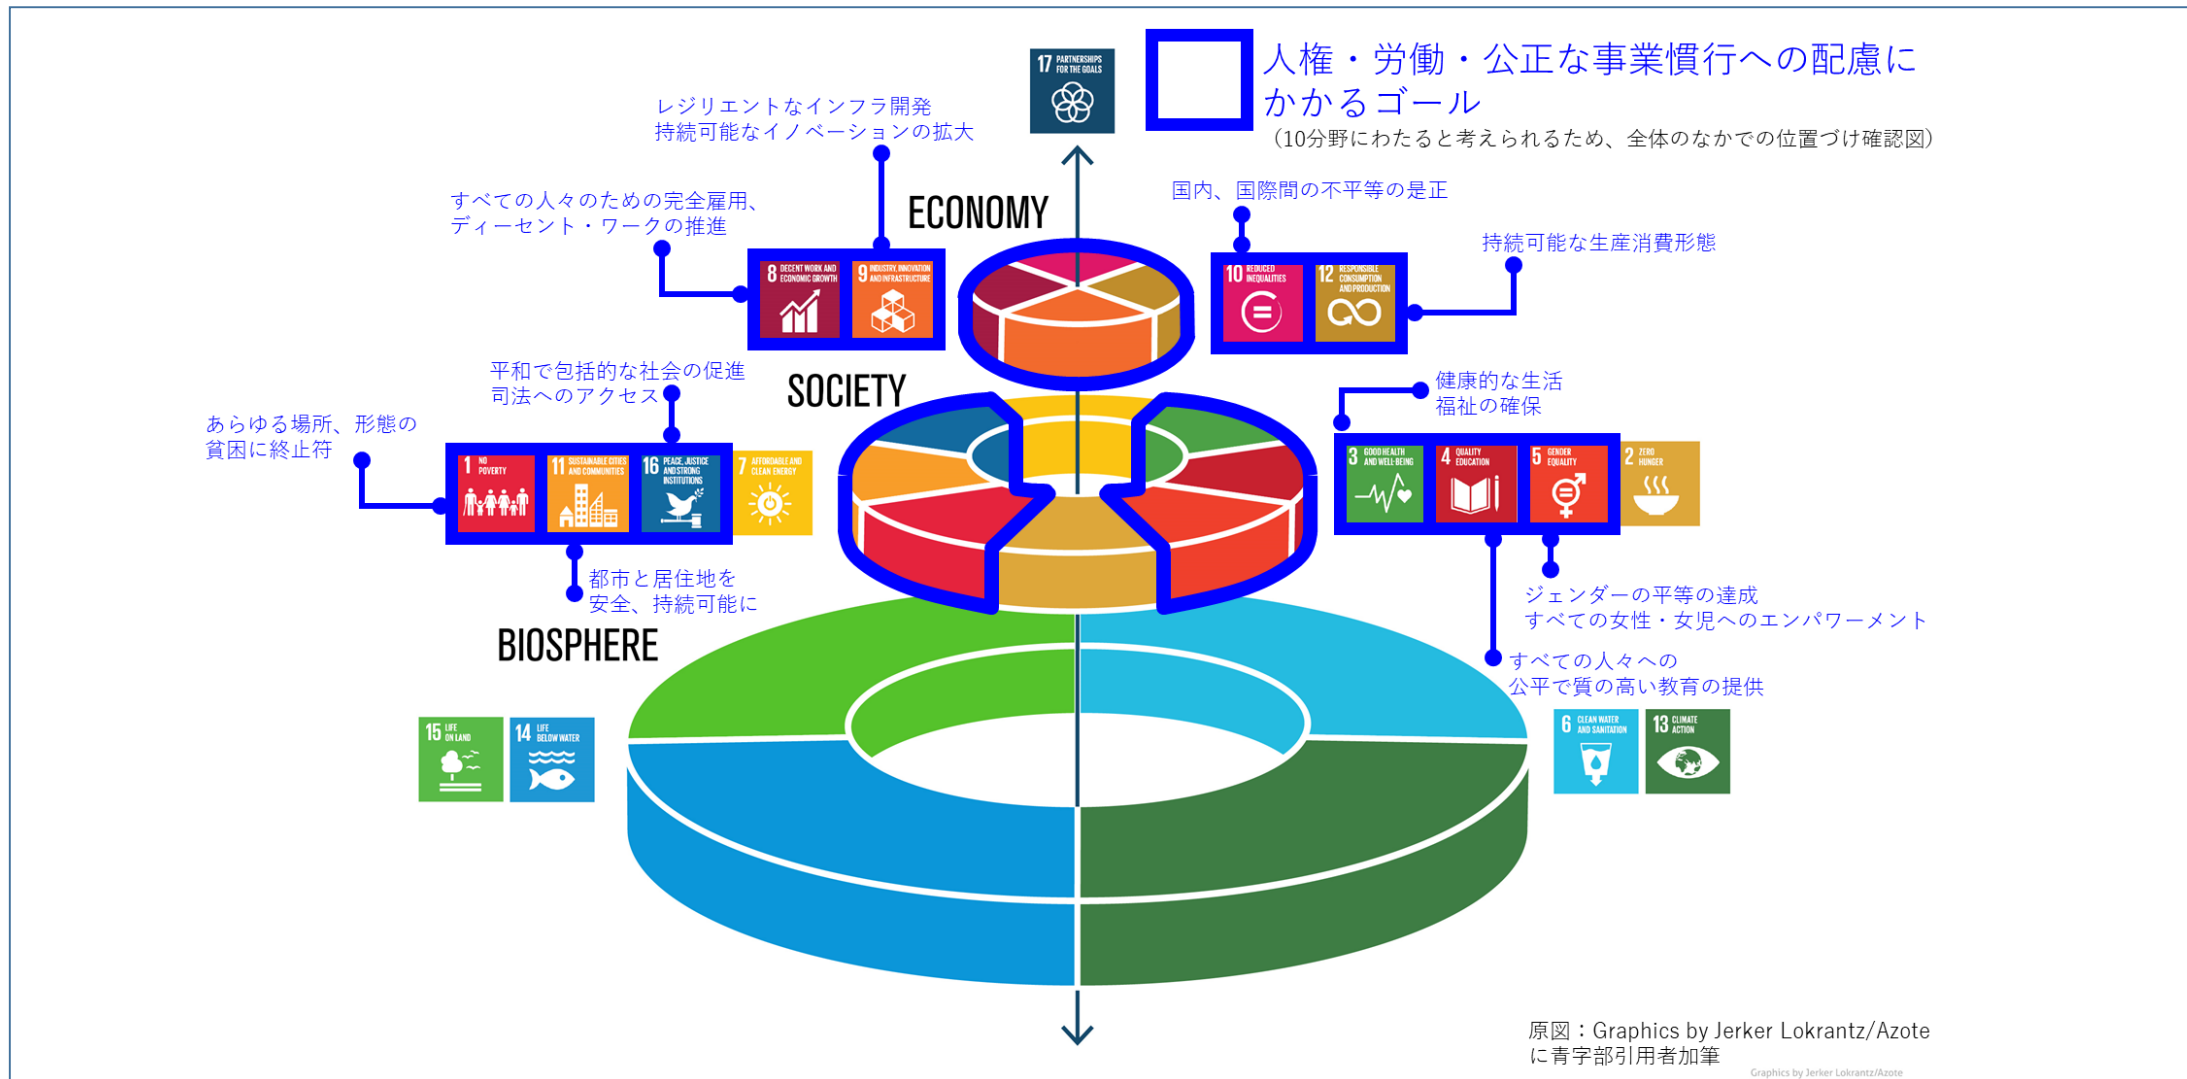 17 PARTNERSHIPS
FOR THE GOALS
人権・労働・公正な事業慣行への配慮に
かかるゴール
（10分野にわたると考えられるため、全体のなかでの位置づけ確認図）
レジリエントなインフラ開発
持続可能なイノベーションの拡大
すべての人々のための完全雇用、
ディーセント・ワークの推進
ECONOMY
国内、国際間の不平等の是正
持続可能な生産消費形態
8 DECENT WORK AND
ECONOMIC GROWTH
9 INDUSTRY, INNOVATION
AND INFRASTRUCTURE
10 REDUCED
INEQUALITIES
12 RESPONSIBLE
CONSUMPTION
AND PRODUCTION
平和で包括的な社会の促進
司法へのアクセス
SOCIETY
健康的な生活
福祉の確保
あらゆる場所、形態の
貧困に終止符
1 NO
POVERTY
11 SUSTAINABLE CITIES
AND COMMUNITIES
16 PEACE, JUSTICE
AND STRONG
INSTITUTIONS
7 AFFORDABLE AND
CLEAN ENERGY
3 GOOD HEALTH
AND WELL-BEING
4 QUALITY
EDUCATION
5 GENDER
EQUALITY
2 ZERO
HUNGER
都市と居住地を
安全、持続可能に
ジェンダーの平等の達成
すべての女性・女児へのエンパワーメント
BIOSPHERE
すべての人々への
公平で質の高い教育の提供
15 LIFE
ON LAND
14 LIFE
BELOW WATER
6 CLEAN WATER
AND SANITATION
13 CLIMATE
ACTION
原図：Graphics by Jerker Lokrantz/Azote
に青字部引用者加筆
Graphics by Jerker Lokrantz/Azote